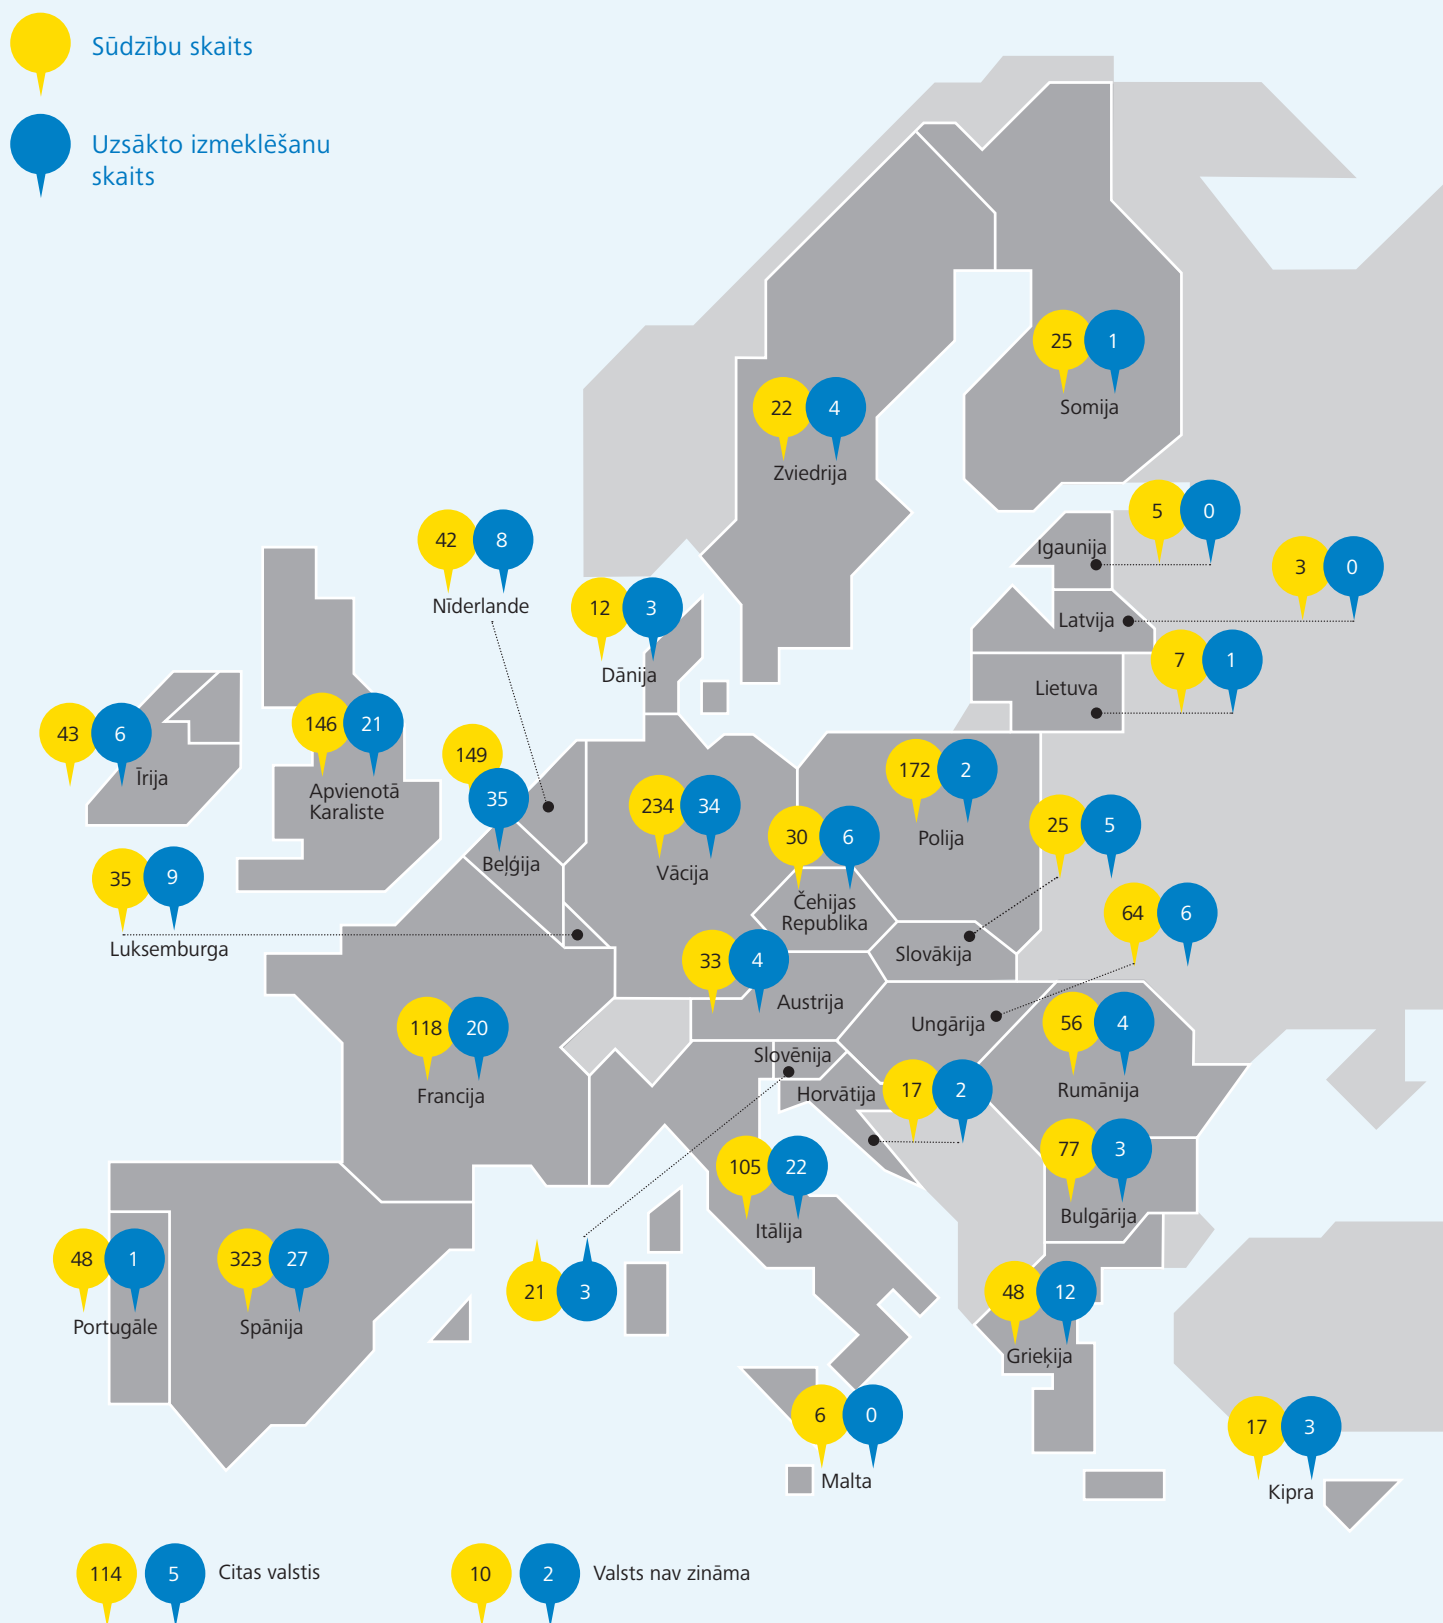 Sūdzību skaits
Uzsākto izmeklēšanu
skaits
25 1
Somija
22 4
Zviedrija
5 0
Igaunija
3 0
Latvija
7 1
Lietuva
42 8
Nīderlande
12 3
Dānija
43 6
Īrija
146 21
Apvienotā
Karaliste
149
35
Beļģija
234 34
Vācija
172 2
Polija
30 6
Čehijas
Republika
25 5
Slovākija
35 9
Luksemburga
64 6
Ungārija
33 4
Austrija
118 20
Francija
56 4
Rumānija
Slovēnija
21 3
Horvātija
17 2
105 22
Itālija
77 3
Bulgārija
48 1
Portugāle
323 27
Spānija
48 12
Grieķija
6 0
Malta
17 3
Kipra
114 5 Citas valstis
10 2 Valsts nav zināma